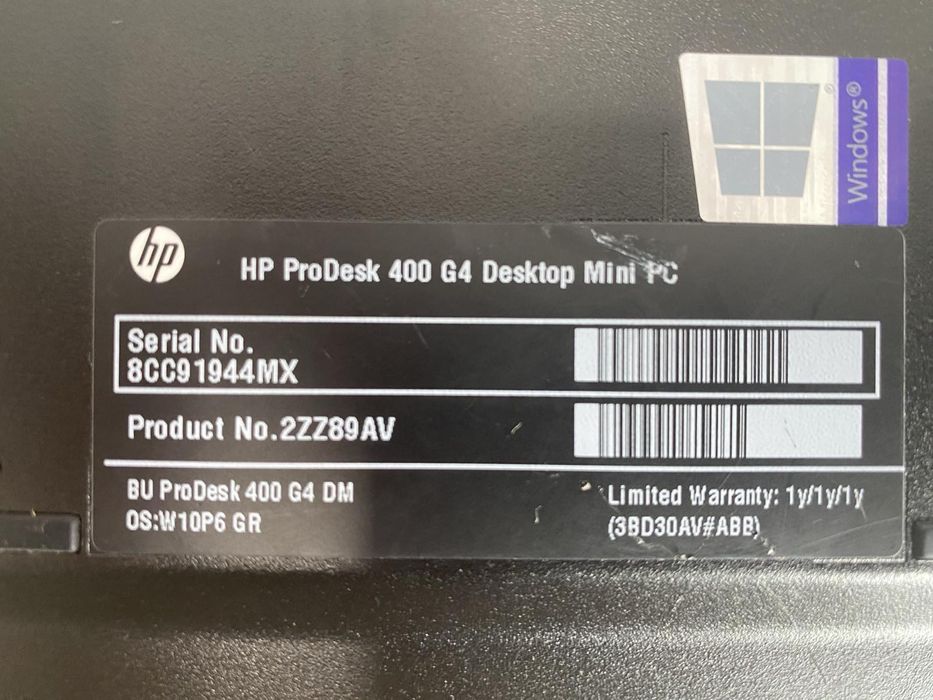 Windows®
hp
HP ProDesk 400 G4 Desktop Mini PC
Serial No.
8CC91944MX
Product No.2ZZ89AV
BU ProDesk 400 G4 DM
OS:W10P6 GR
Limited Warranty: 1y/1y/1y
(3BD30AV#ABB)